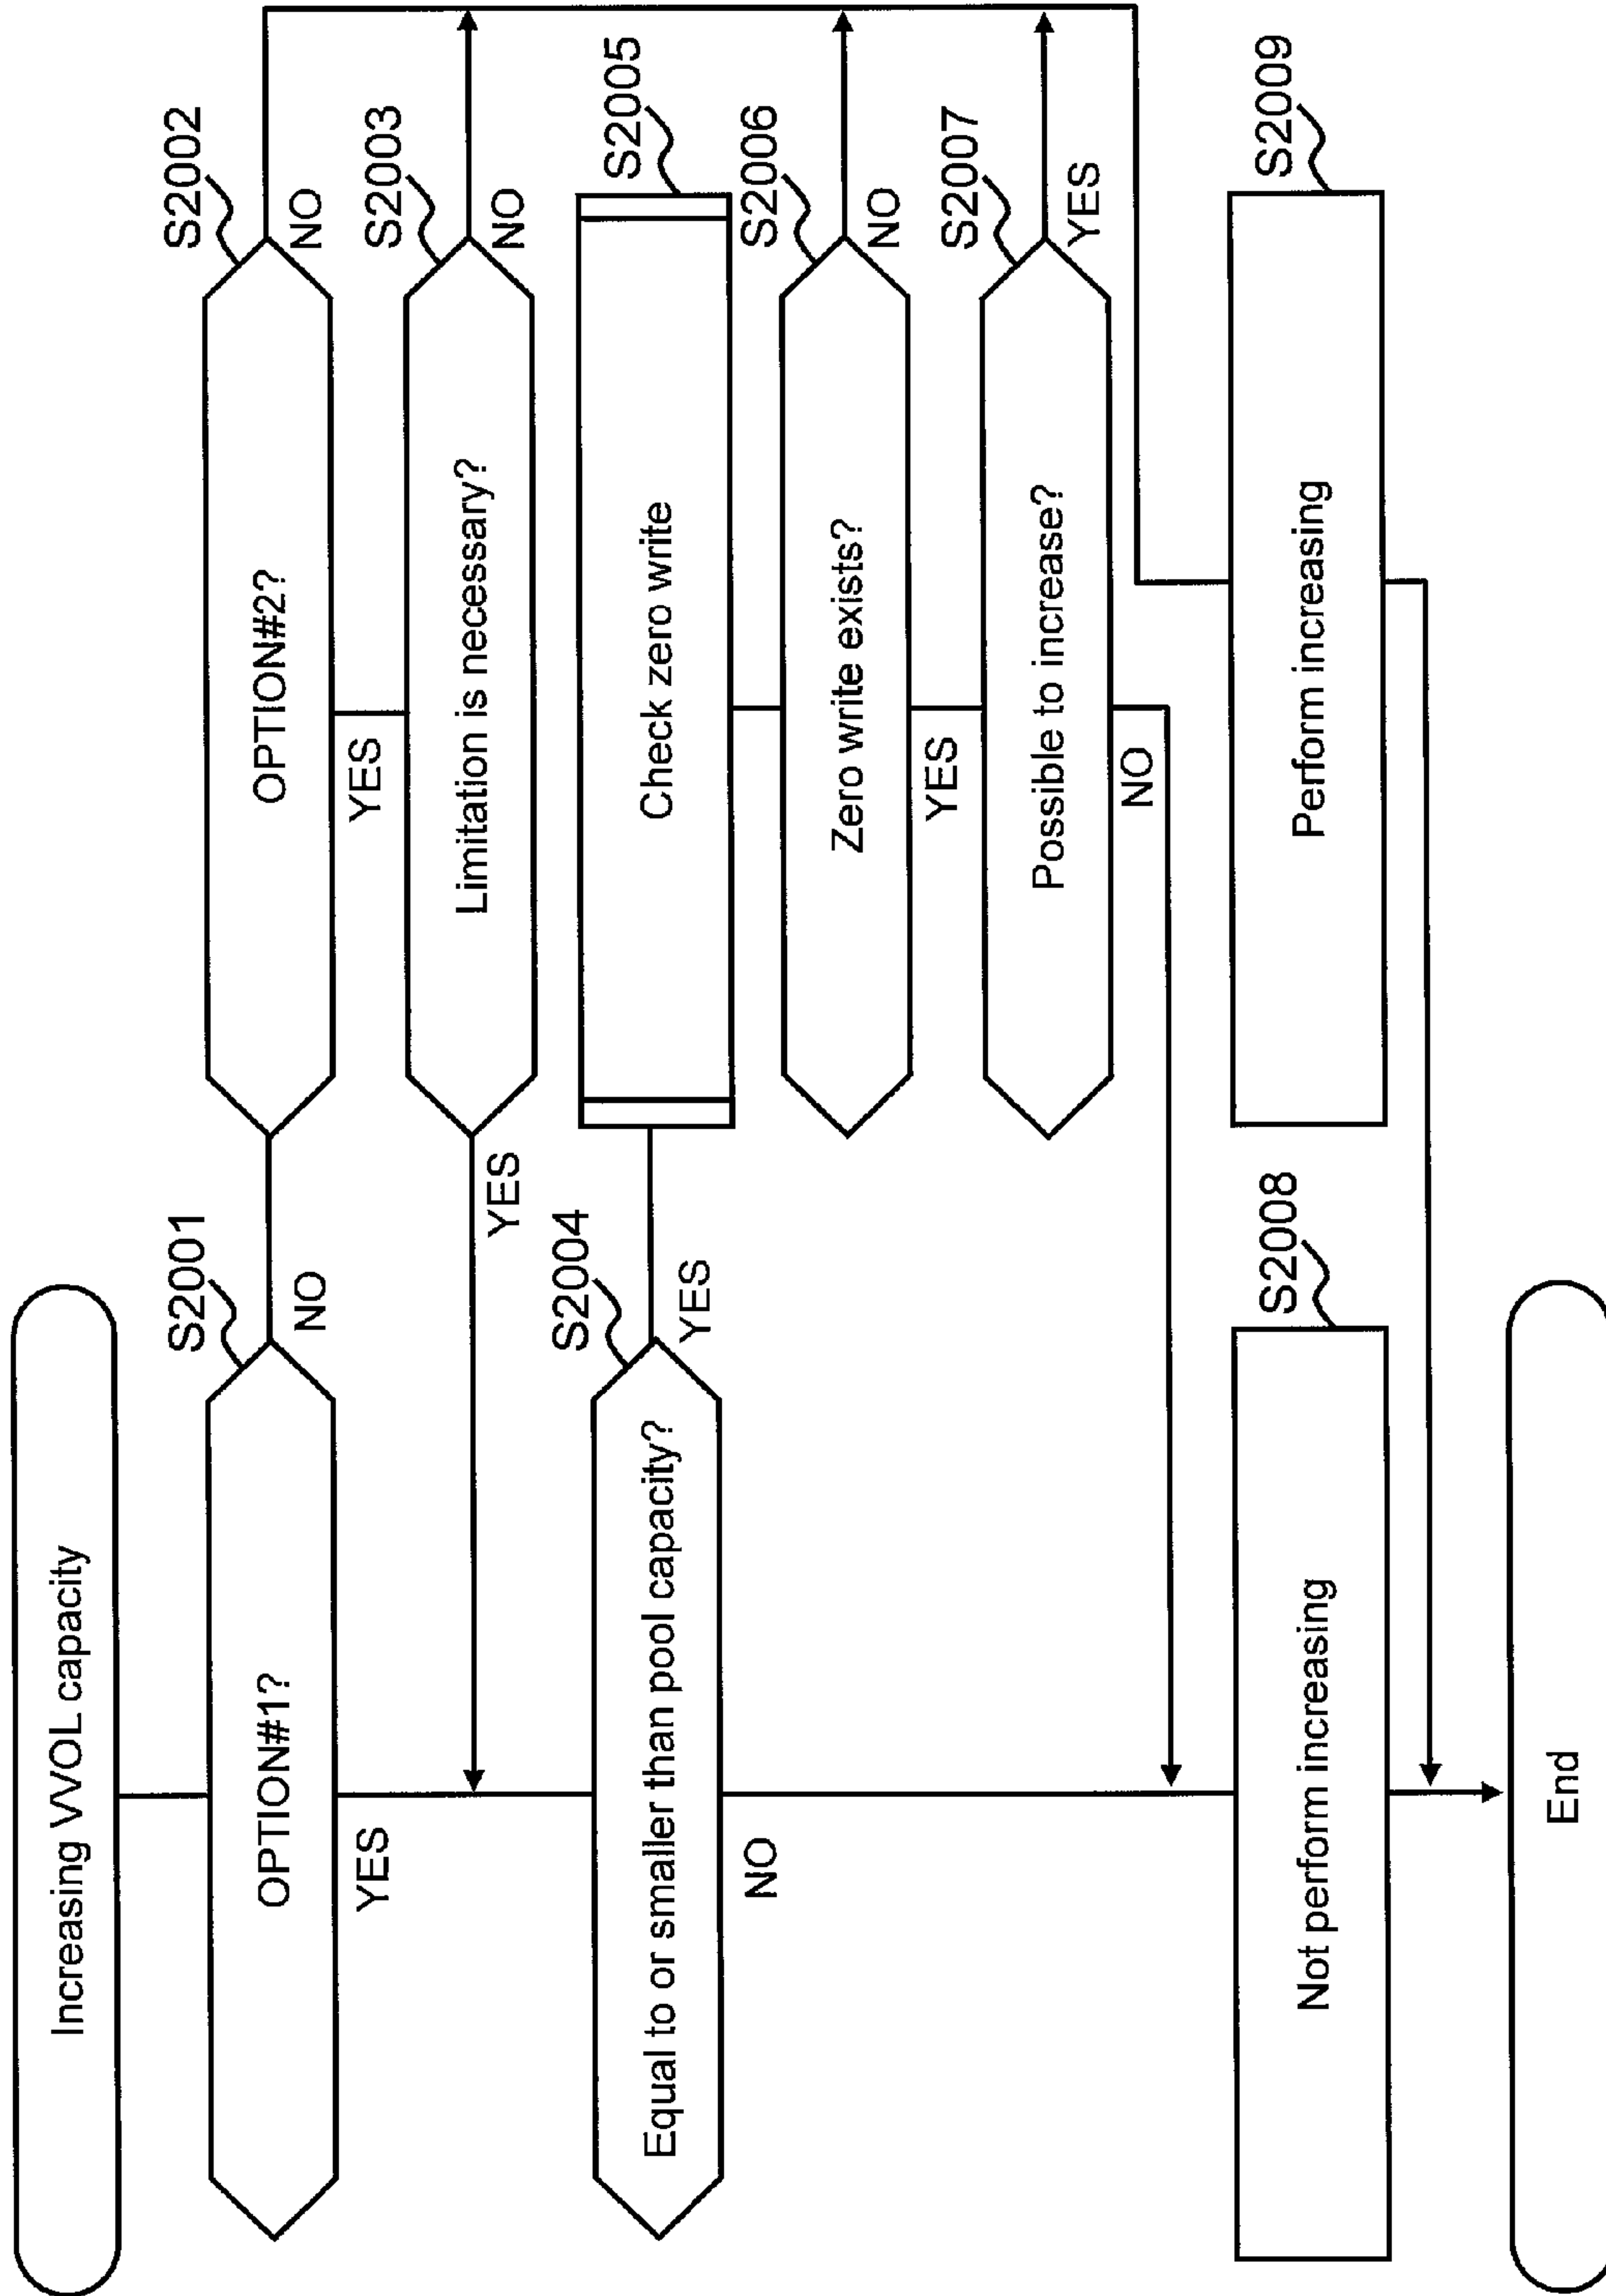 Increasing VVOL capacity
S2001
OPTION#1?
NO
YES
S2002
OPTION#2?
NO
YES
S2003
Limitation is necessary?
NO
YES
S2004
Equal to or smaller than pool capacity?
YES
NO
S2005
Check zero write
S2006
Zero write exists?
NO
YES
S2007
Possible to increase?
YES
NO
S2008
Not perform increasing
S2009
Perform increasing
End